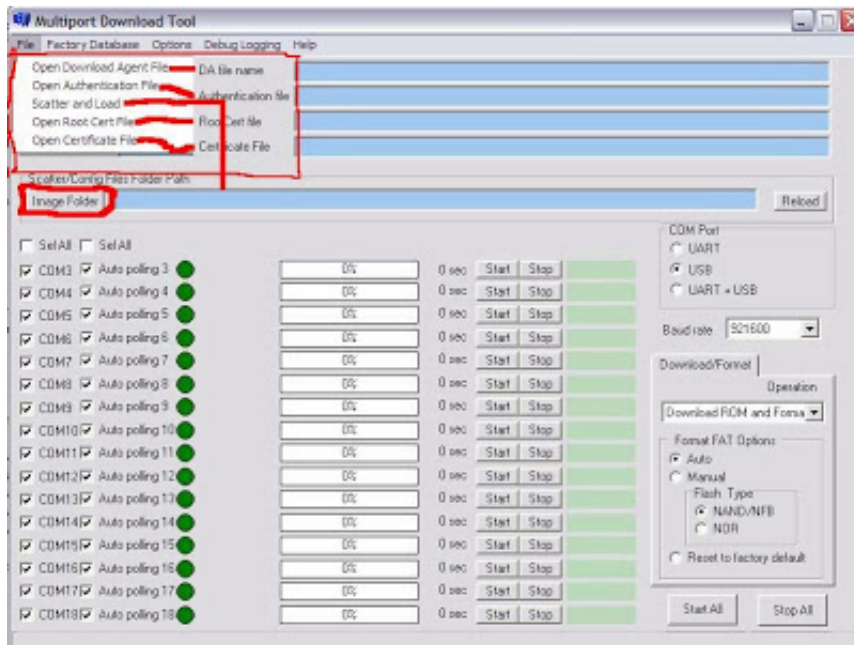 Multiport Download Tool
File Factory Database Options Debug Logging Help
Open Download Agent File DA file name
Open Authentication File Authentication file
Scatter and Load
Open Root Cert File Root Cert file
Open Certificate File Certificate File
Scatter/Config Files Folder Path
Image Folder Reload
Sel All Sel All
COM3 Auto polling 3 0% 0 sec Start Stop
COM4 Auto polling 4 0% 0 sec Start Stop
COM5 Auto polling 5 0% 0 sec Start Stop
COM6 Auto polling 6 0% 0 sec Start Stop
COM7 Auto polling 7 0% 0 sec Start Stop
COM8 Auto polling 8 0% 0 sec Start Stop
COM9 Auto polling 9 0% 0 sec Start Stop
COM10 Auto polling 10 0% 0 sec Start Stop
COM11 Auto polling 11 0% 0 sec Start Stop
COM12 Auto polling 12 0% 0 sec Start Stop
COM13 Auto polling 13 0% 0 sec Start Stop
COM14 Auto polling 14 0% 0 sec Start Stop
COM15 Auto polling 15 0% 0 sec Start Stop
COM16 Auto polling 16 0% 0 sec Start Stop
COM17 Auto polling 17 0% 0 sec Start Stop
COM18 Auto polling 18 0% 0 sec Start Stop
COM Port
UART
USB
UART + USB
Baud rate 921600
Download/Format
Operation
Download ROM and Forma
Format FAT Options
Auto
Manual
Flash Type
NAND/NFB
NOR
Reset to factory default
Start All Stop All